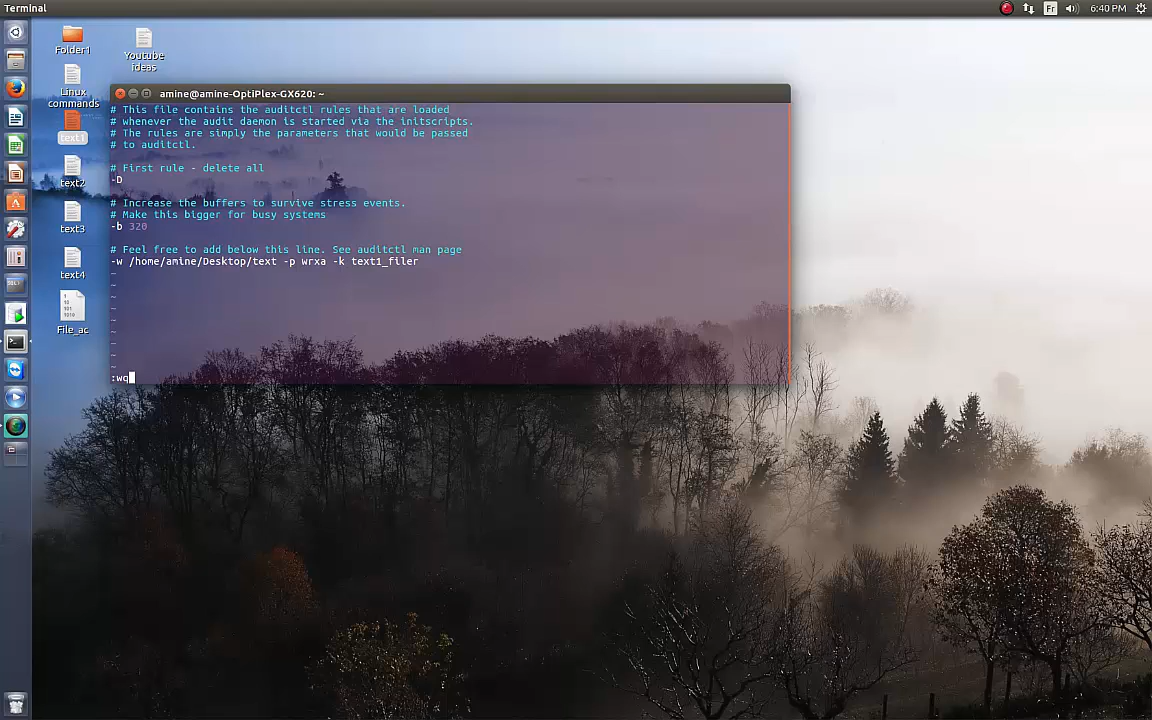 Terminal
Fr
6:40 PM
Folder1
Youtube
ideas
Linux
commands
text1
text2
text3
text4
File_ac
amine@amine-OptiPlex-GX620: ~
# This file contains the auditctl rules that are loaded
# whenever the audit daemon is started via the initscripts.
# The rules are simply the parameters that would be passed
# to auditctl.
# First rule - delete all
-D
# Increase the buffers to survive stress events.
# Make this bigger for busy systems
-b 320
# Feel free to add below this line. See auditctl man page
-w /home/amine/Desktop/text -p wrxa -k text1_filer
~
~
~
~
~
~
~
~
~
:wq